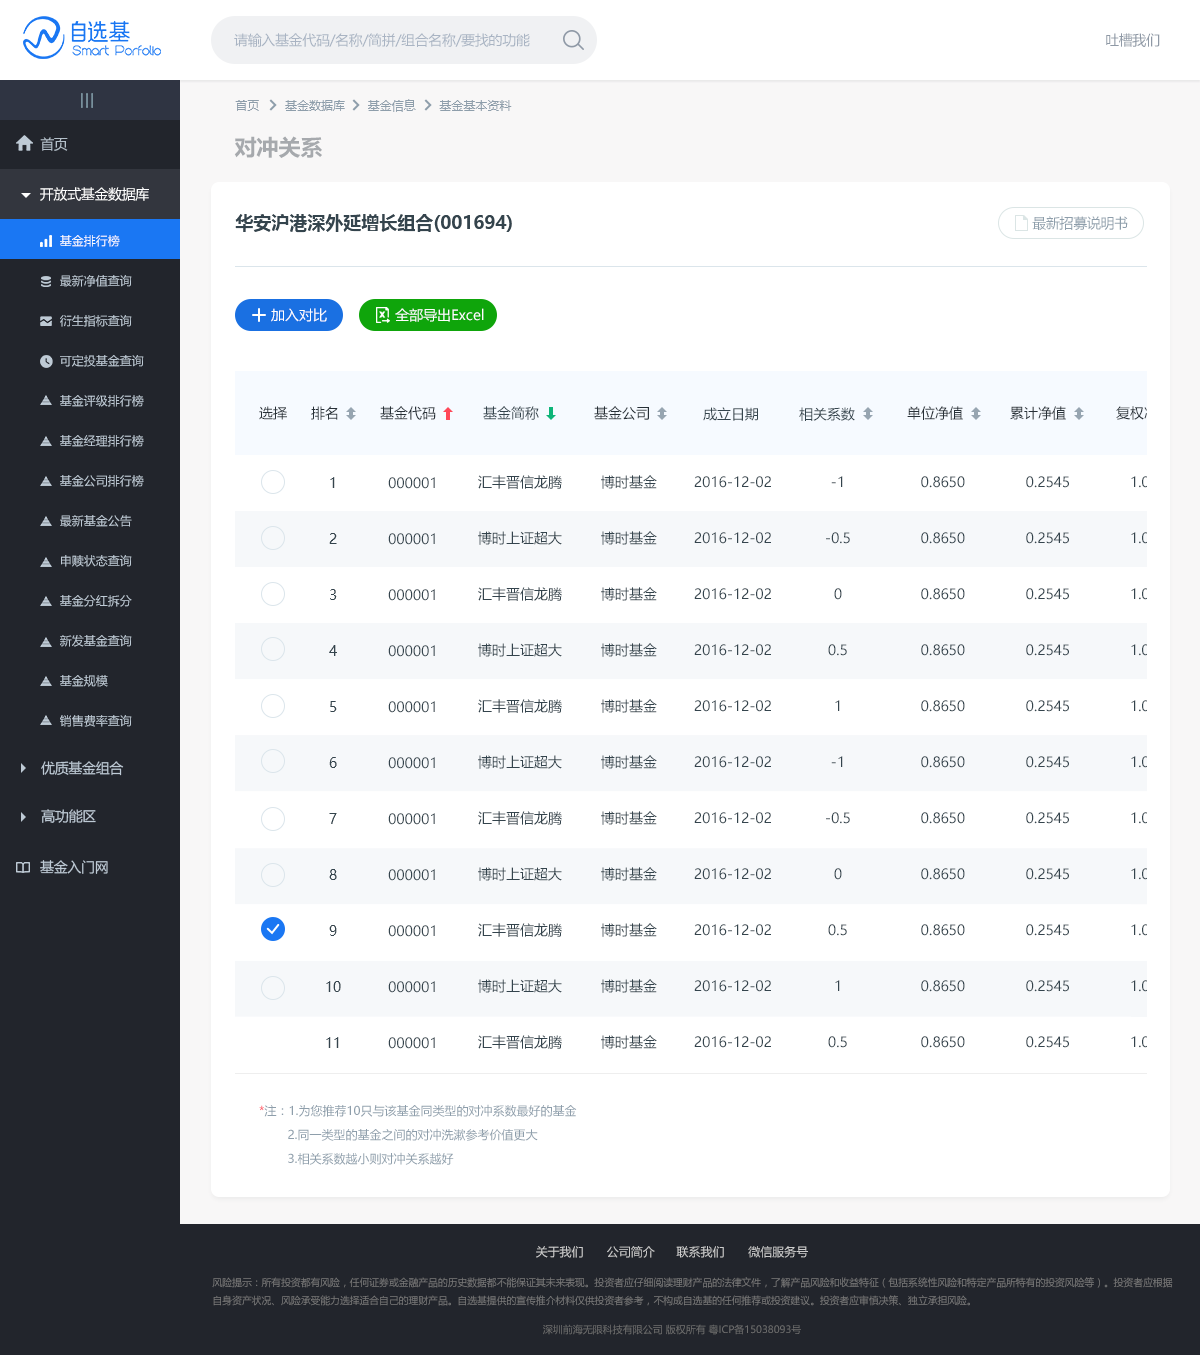 自选基
Smart Porfolio
请输入基金代码/名称/简拼/组合名称/要找的功能
吐槽我们
首页
开放式基金数据库
基金排行榜
最新净值查询
衍生指标查询
可定投基金查询
基金评级排行榜
基金经理排行榜
基金公司排行榜
最新基金公告
申赎状态查询
基金分红拆分
新发基金查询
基金规模
销售费率查询
优质基金组合
高功能区
基金入门网
首页 基金数据库 基金信息 基金基本资料
对冲关系
华安沪港深外延增长组合(001694)
最新招募说明书
加入对比 全部导出Excel
选择 排名 基金代码 基金简称 基金公司 成立日期 相关系数 单位净值 累计净值 复权
1 000001 汇丰晋信龙腾 博时基金 2016-12-02 -1 0.8650 0.2545 1.0
2 000001 博时上证超大 博时基金 2016-12-02 -0.5 0.8650 0.2545 1.0
3 000001 汇丰晋信龙腾 博时基金 2016-12-02 0 0.8650 0.2545 1.0
4 000001 博时上证超大 博时基金 2016-12-02 0.5 0.8650 0.2545 1.0
5 000001 汇丰晋信龙腾 博时基金 2016-12-02 1 0.8650 0.2545 1.0
6 000001 博时上证超大 博时基金 2016-12-02 -1 0.8650 0.2545 1.0
7 000001 汇丰晋信龙腾 博时基金 2016-12-02 -0.5 0.8650 0.2545 1.0
8 000001 博时上证超大 博时基金 2016-12-02 0 0.8650 0.2545 1.0
9 000001 汇丰晋信龙腾 博时基金 2016-12-02 0.5 0.8650 0.2545 1.0
10 000001 博时上证超大 博时基金 2016-12-02 1 0.8650 0.2545 1.0
11 000001 汇丰晋信龙腾 博时基金 2016-12-02 0.5 0.8650 0.2545 1.0
*注：1.为您推荐10只与该基金同类型的对冲系数最好的基金
2.同一类型的基金之间的对冲洗漱参考价值更大
3.相关系数越小则对冲关系越好
关于我们 公司简介 联系我们 微信服务号
风险提示：所有投资都有风险，任何证券或金融产品的历史数据都不能保证其未来表现。投资者应仔细阅读理财产品的法律文件，了解产品风险和收益特征（包括系统性风险和特定产品所特有的投资风险等）。投资者应根据
自身资产状况、风险承受能力选择适合自己的理财产品。自选基提供的宣传推介材料仅供投资者参考，不构成自选基的任何推荐或投资建议。投资者应审慎决策、独立承担风险。
深圳前海无限科技有限公司 版权所有 粤ICP备15038093号